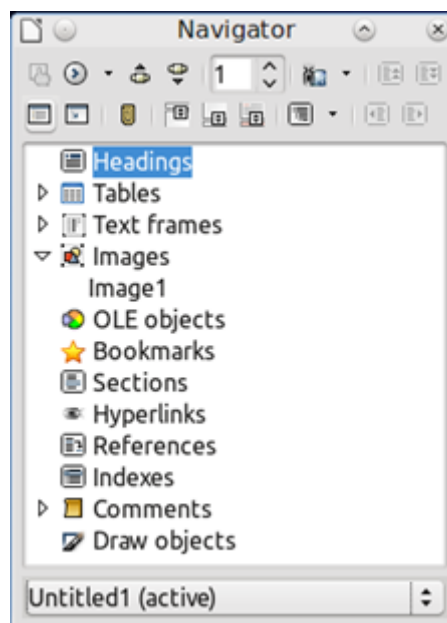 Navigator
1
Headings
Tables
Text frames
Images
Image1
OLE objects
Bookmarks
Sections
Hyperlinks
References
Indexes
Comments
Draw objects
Untitled1 (active)